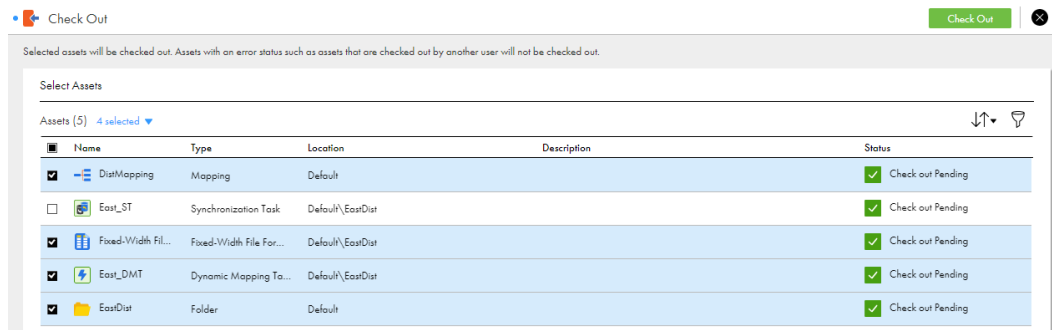 Check Out
Check Out
Selected assets will be checked out. Assets with an error status such as assets that are checked out by another user will not be checked out.
Select Assets
Assets (5) 4 selected
Name Type Location Description Status
DistMapping Mapping Default Check out Pending
East_ST Synchronization Task Default\EastDist Check out Pending
Fixed-Width Fil... Fixed-Width File For... Default\EastDist Check out Pending
East_DMT Dynamic Mapping Ta... Default\EastDist Check out Pending
EastDist Folder Default Check out Pending